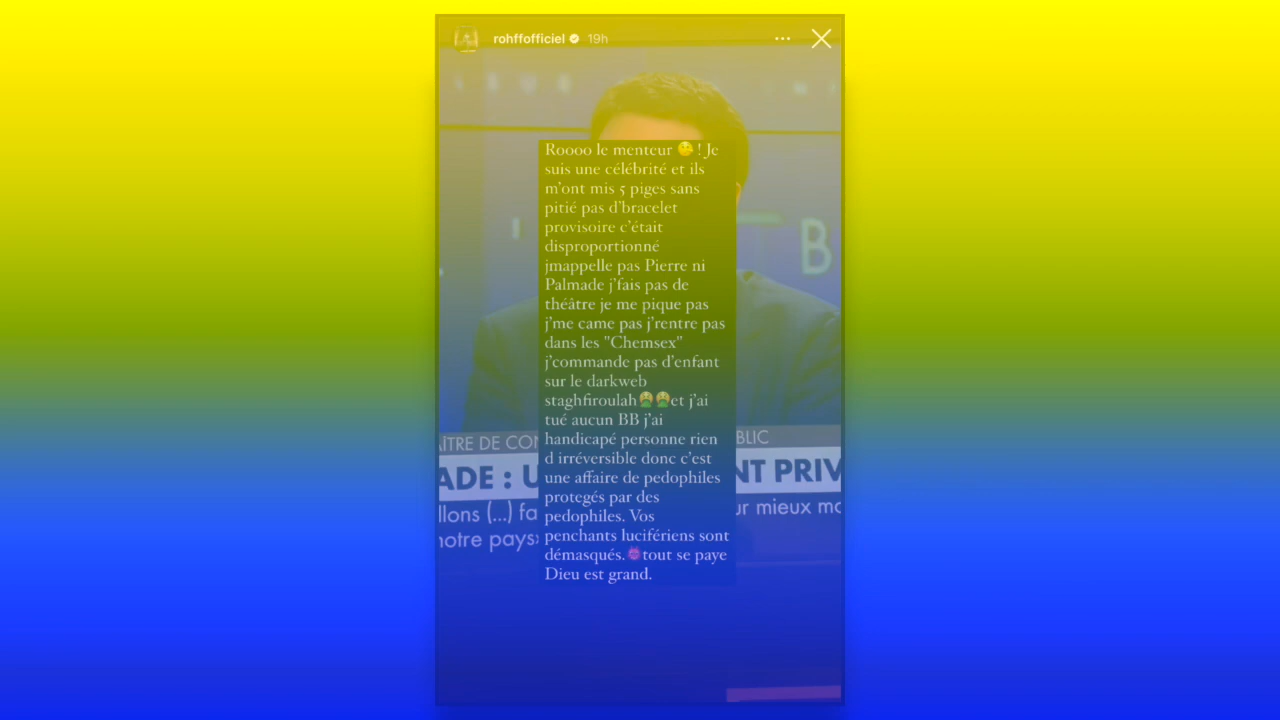 rohffofficiel 19h
Roooo le menteur 🤥 ! Je
suis une célébrité et ils
m’ont mis 5 piges sans
pitié pas d’bracelet
provisoire c’était
disproportionné
jmappelle pas Pierre ni
Palmade j’fais pas de
théâtre je me pique pas
j’me came pas j’rentre pas
dans les "Chemsex"
j’commande pas d’enfant
sur le darkweb
staghfiroulah🤮🤮et j’ai
tué aucun BB j’ai
handicapé personne rien
d irréversible donc c’est
une affaire de pedophiles
protegés par des
pedophiles. Vos
penchants lucifériens sont
démasqués.👹tout se paye
Dieu est grand.
B
AÎTRE DE CON BLIC
ADE : U NT PRIV
llons (...) fa ur mieux mo
notre pays»